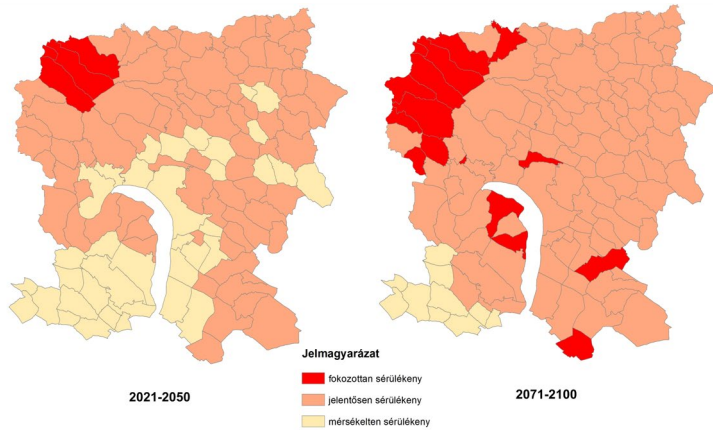 Jelmagyarázat
2021-2050
fokozottan sérülékeny
2071-2100
jelentősen sérülékeny
mérsékelten sérülékeny